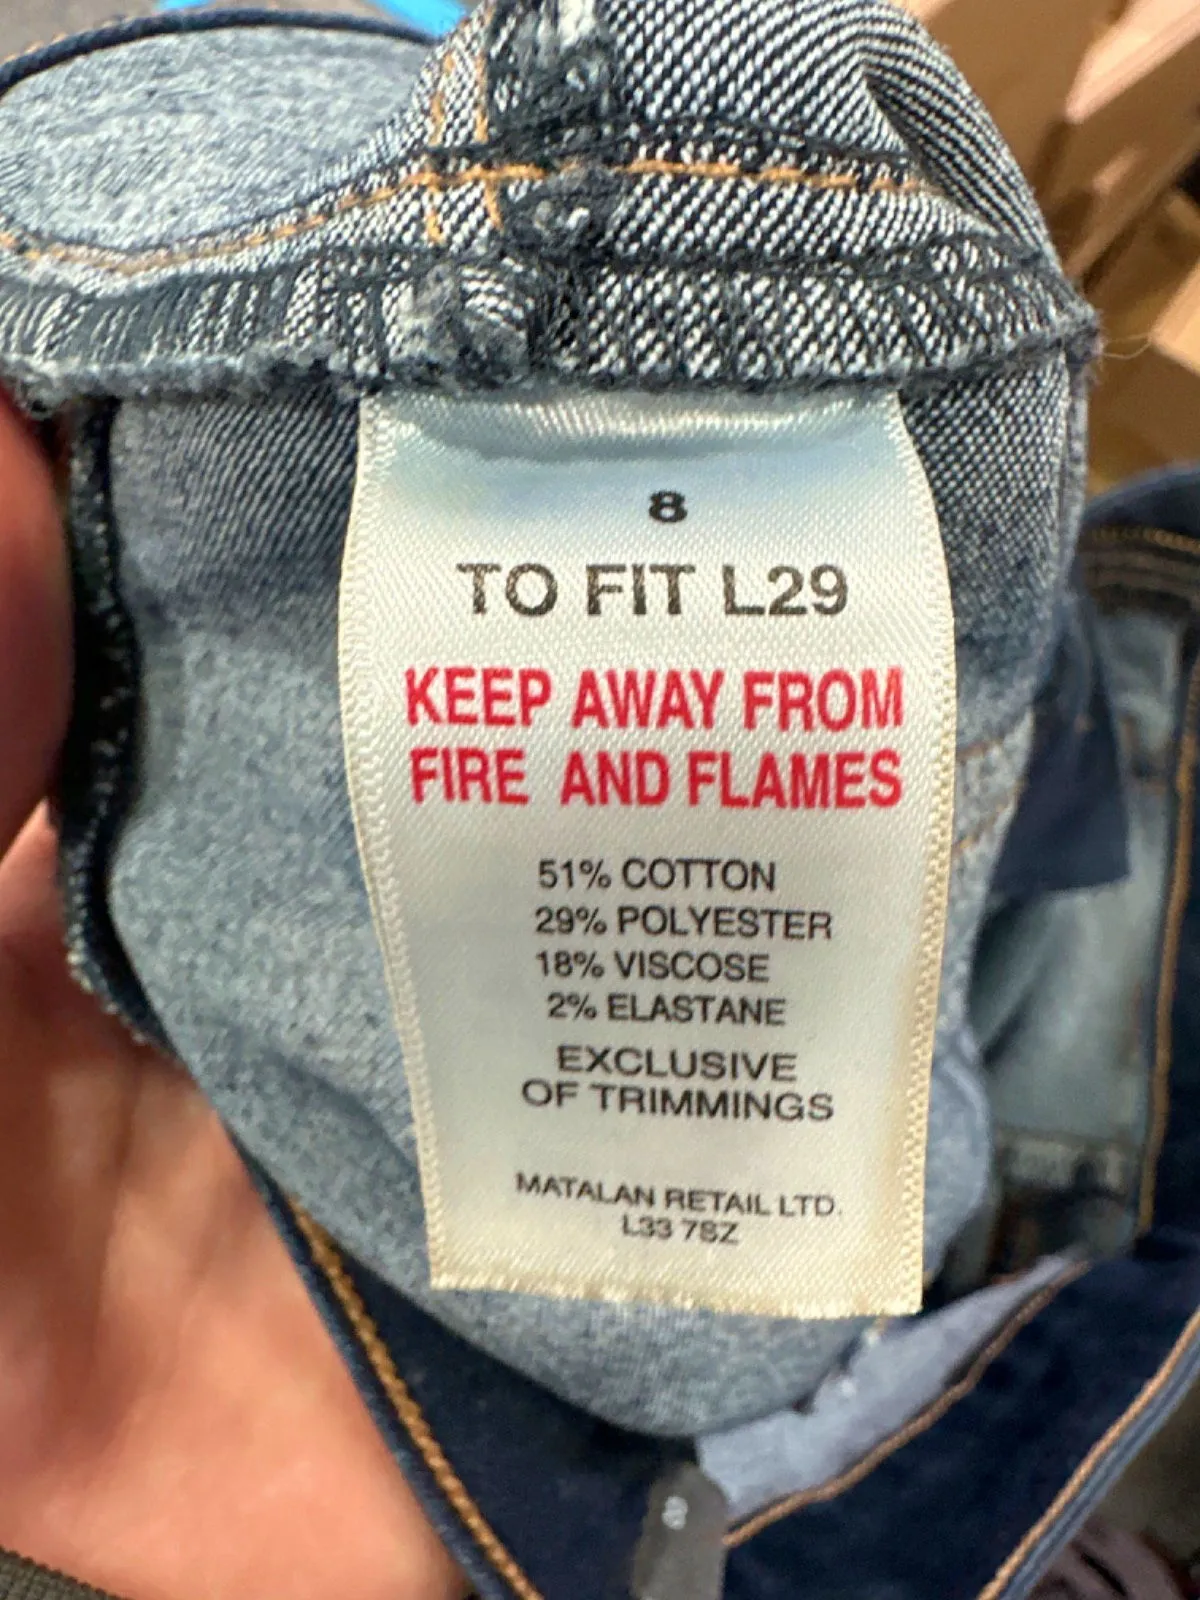 8
TO FIT L29
KEEP AWAY FROM
FIRE AND FLAMES
51% COTTON
29% POLYESTER
18% VISCOSE
2% ELASTANE
EXCLUSIVE
OF TRIMMINGS
MATALAN RETAIL LTD.
L33 7SZ
8